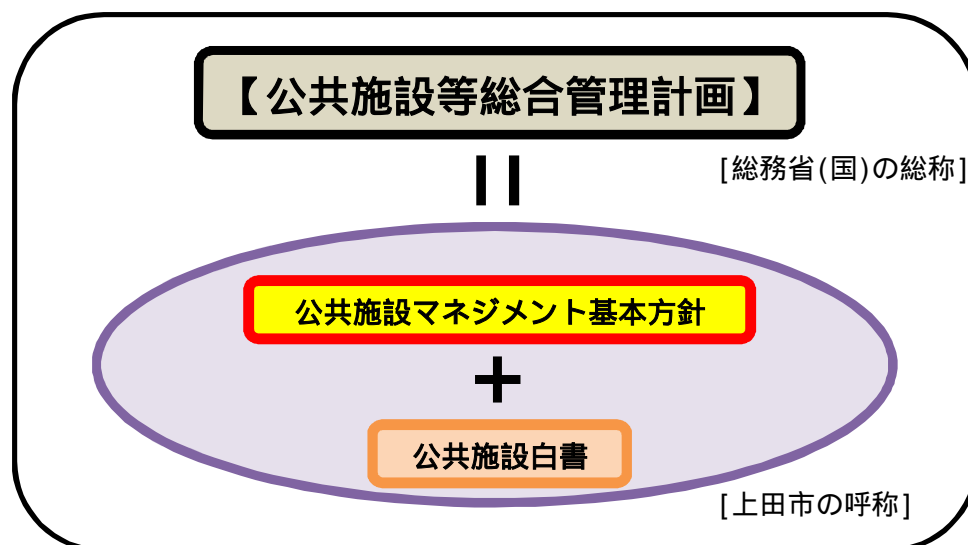 【公共施設等総合管理計画】
[総務省(国)の総称]
公共施設マネジメント基本方針
+
公共施設白書
[上田市の呼称]